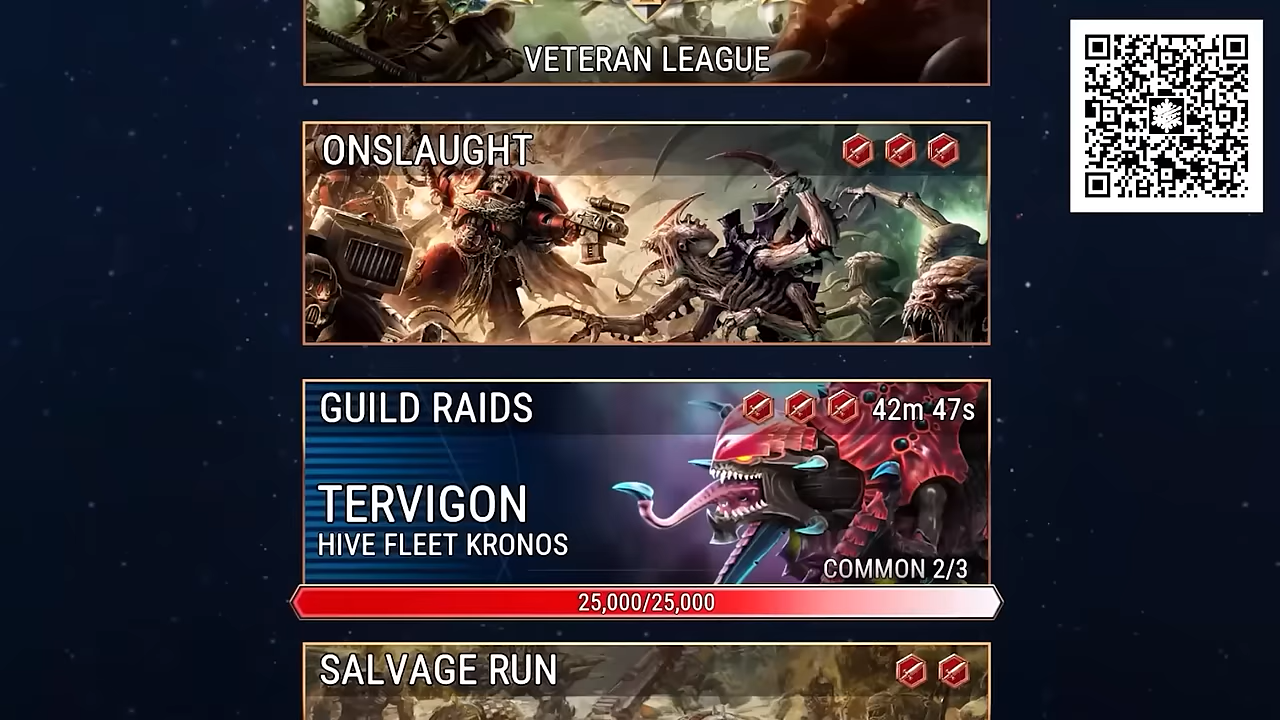 VETERAN LEAGUE
ONSLAUGHT
GUILD RAIDS
42m 47s
TERVIGON
HIVE FLEET KRONOS
COMMON 2/3
25,000/25,000
SALVAGE RUN